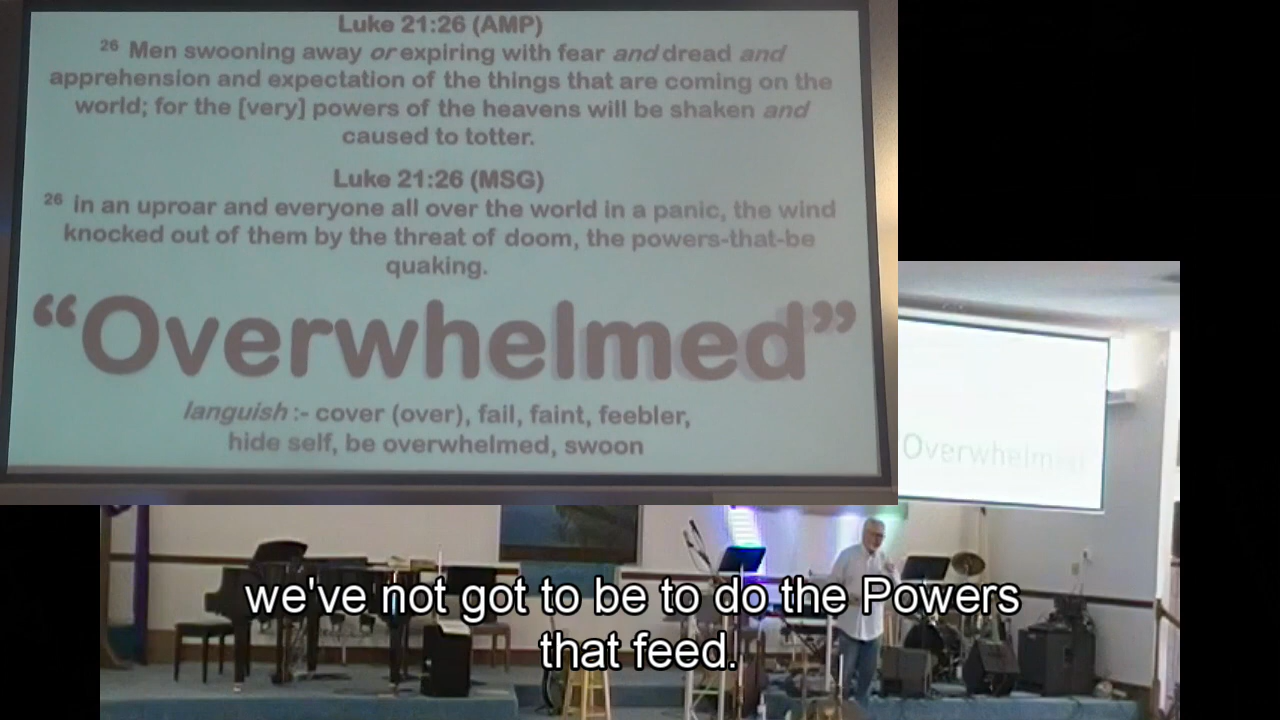 Luke 21:26 (AMP)
26 Men swooning away or expiring with fear and dread and
apprehension and expectation of the things that are coming on the
world; for the [very] powers of the heavens will be shaken and
caused to totter.
Luke 21:26 (MSG)
26 in an uproar and everyone all over the world in a panic, the wind
knocked out of them by the threat of doom, the powers-that-be
quaking.
“Overwhelmed”
languish :- cover (over), fail, faint, feebler,
hide self, be overwhelmed, swoon
Overwhelmed
we've not got to be to do the Powers
that feed.